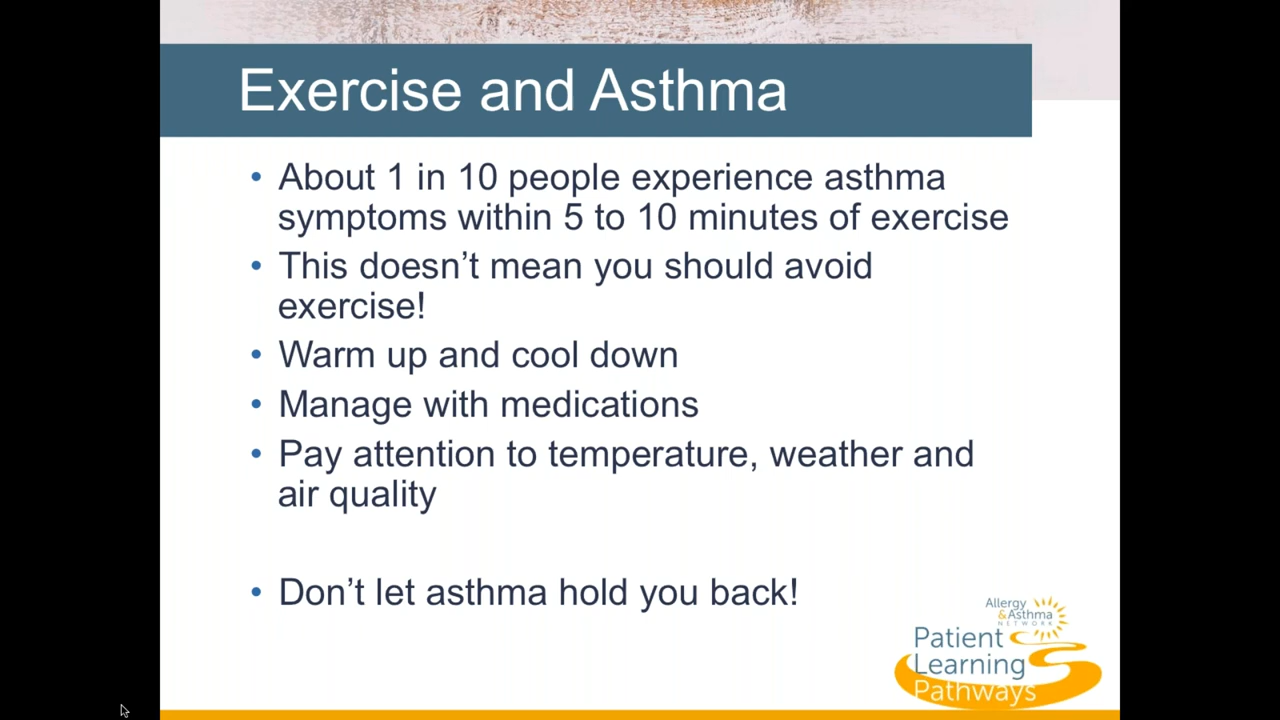 Exercise and Asthma
• About 1 in 10 people experience asthma
symptoms within 5 to 10 minutes of exercise
• This doesn’t mean you should avoid
exercise!
• Warm up and cool down
• Manage with medications
• Pay attention to temperature, weather and
air quality
• Don’t let asthma hold you back!
Allergy
&Asthma
NETWORK
Patient
Learning
Pathways